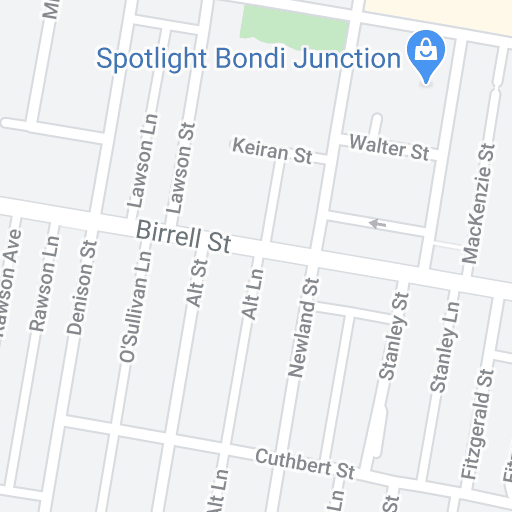 Mi
Spotlight Bondi Junction
Keiran St
Walter St
Lawson Ln
Lawson St
MacKenzie St
Birrell St
Rawson Ave
Rawson Ln
Denison St
O'Sullivan Ln
Alt St
Alt Ln
Newland St
Stanley St
Stanley Ln
Fitzgerald St
Cuthbert St
Alt Ln
Ln
St
Fitz